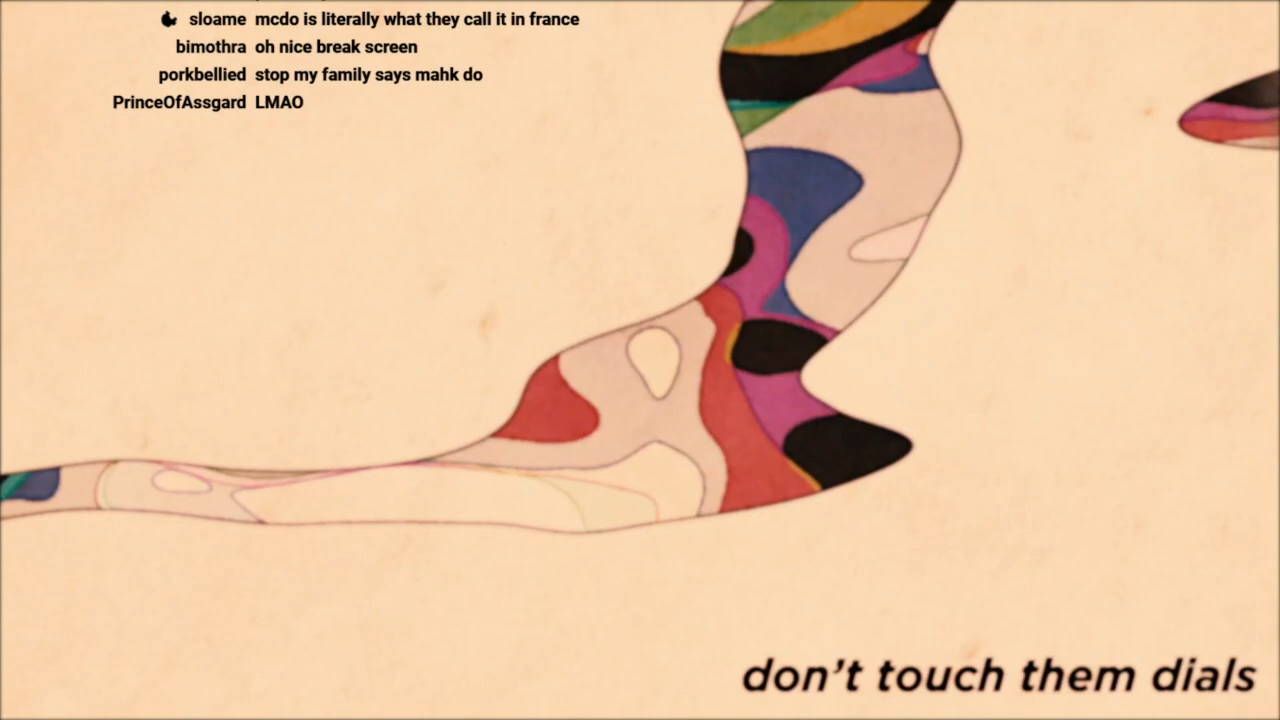 sloame mcdo is literally what they call it in france
bimothra oh nice break screen
porkbellied stop my family says mahk do
PrinceOfAssgard LMAO
don't touch them dials